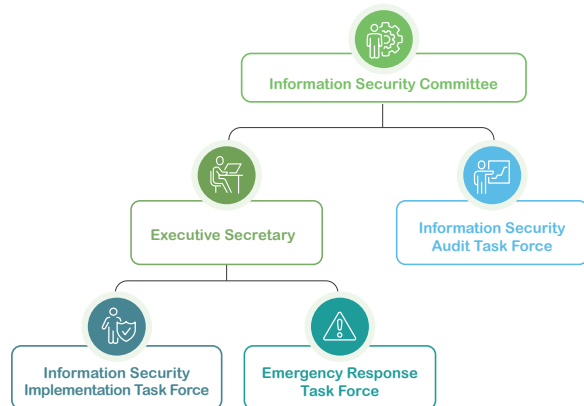 Information Security Committee
Executive Secretary
Information Security
Audit Task Force
Information Security
Implementation Task Force
Emergency Response
Task Force